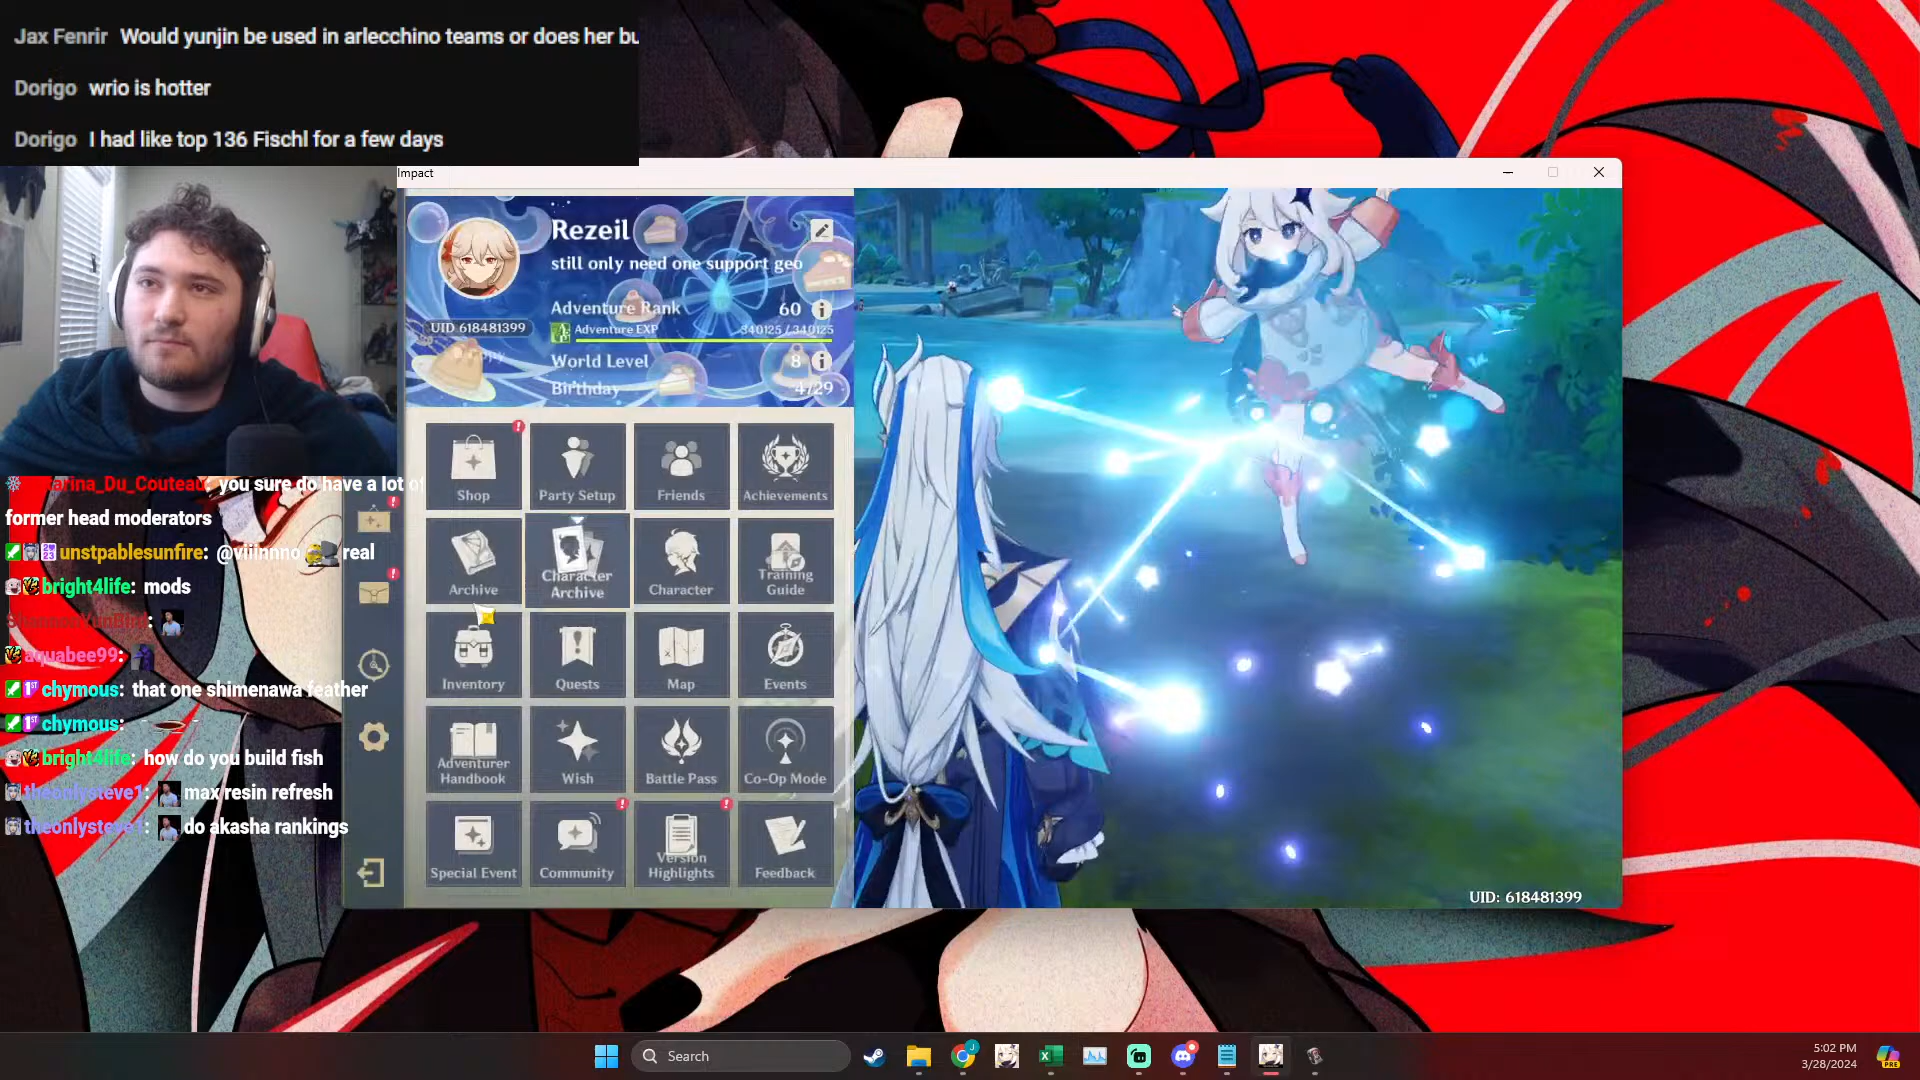 Jax Fenrir Would yunjin be used in arlecchino teams or does her bu
Dorigo wrio is hotter
Dorigo I had like top 136 Fischl for a few days
Impact
Rezeil
still only need one support geo
Adventure Rank 60
UID 618481399
Adventure EXP 340125 / 340125
World Level 8
Birthday 4/29
Shop
Party Setup
Friends
Achievements
Archive
Character Archive
Character
Training Guide
Inventory
Quests
Map
Events
Adventurer Handbook
Wish
Battle Pass
Co-Op Mode
Special Event
Community
Version Highlights
Feedback
UID: 618481399
arina_Du_Couteau: you sure do have a lot of
former head moderators
unstpablesunfire: @viiinnno real
bright4life: mods
aquabee99:
chymous: that one shimenawa feather
chymous:
bright4life: how do you build fish
theonlysteve1: max resin refresh
theonlysteve1: do akasha rankings
Search
5:02 PM
3/28/2024
PRE